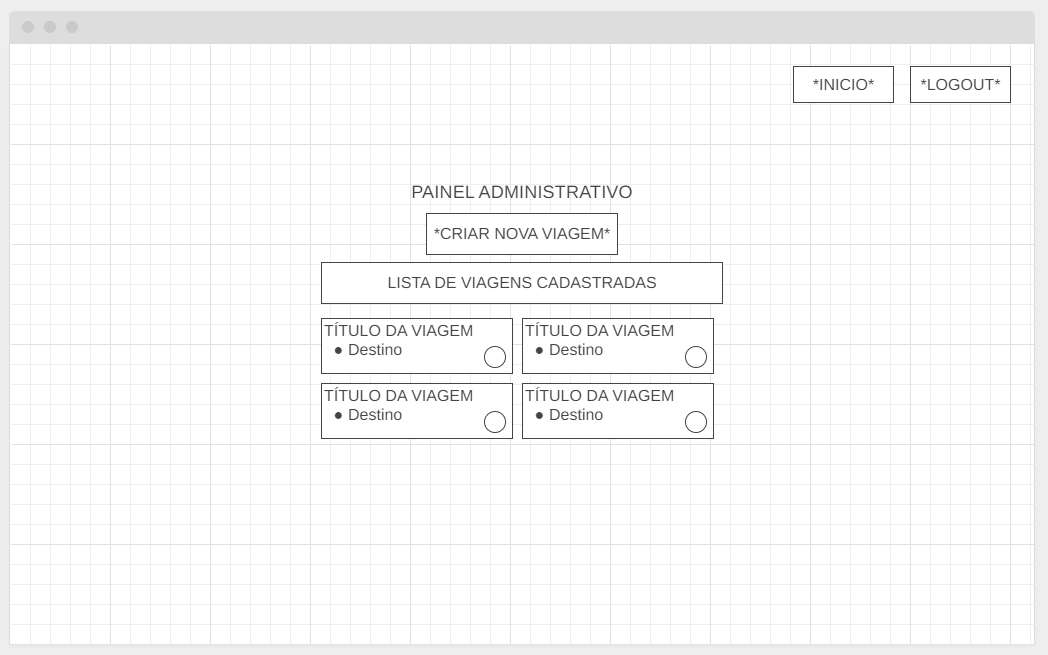 *INICIO*
*LOGOUT*
PAINEL ADMINISTRATIVO
*CRIAR NOVA VIAGEM*
LISTA DE VIAGENS CADASTRADAS
TÍTULO DA VIAGEM
● Destino
TÍTULO DA VIAGEM
● Destino
TÍTULO DA VIAGEM
● Destino
TÍTULO DA VIAGEM
● Destino